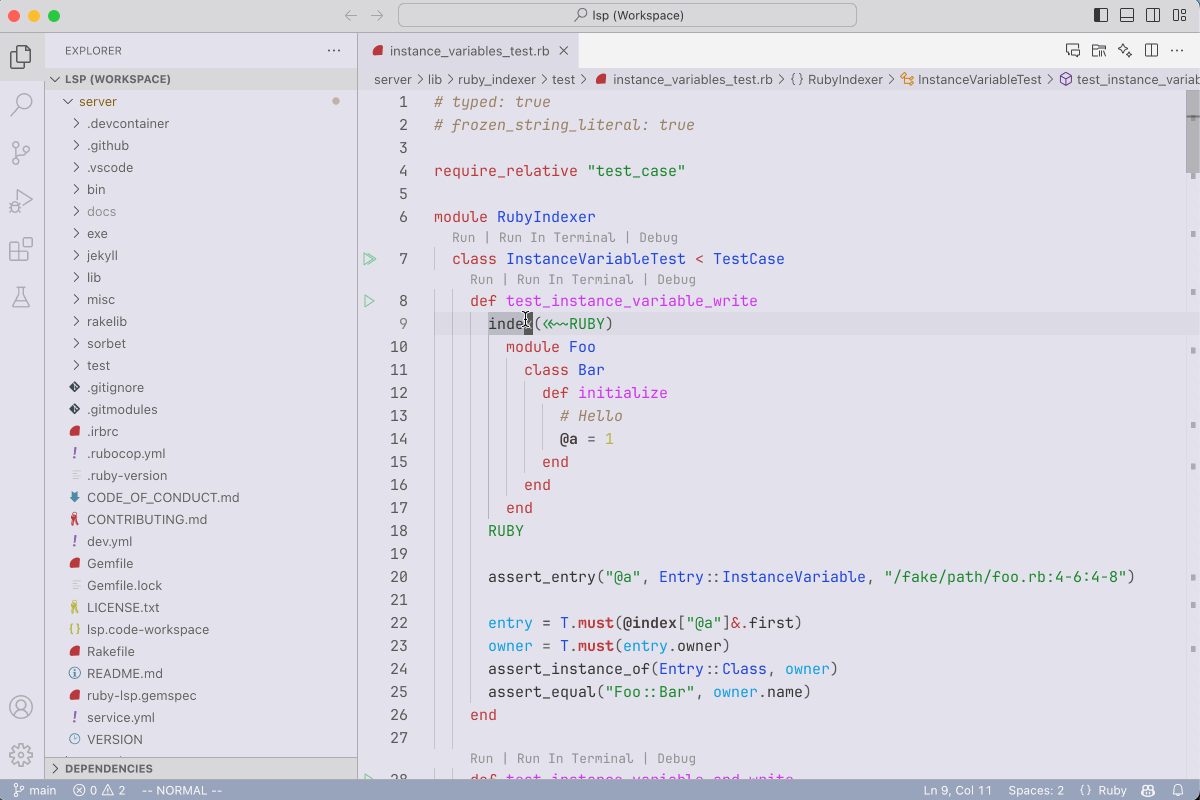 lsp (Workspace)
EXPLORER
LSP (WORKSPACE)
server
.devcontainer
.github
.vscode
bin
docs
exe
jekyll
lib
misc
rakelib
sorbet
test
.gitignore
.gitmodules
.irbrc
.rubocop.yml
.ruby-version
CODE_OF_CONDUCT.md
CONTRIBUTING.md
dev.yml
Gemfile
Gemfile.lock
LICENSE.txt
lsp.code-workspace
Rakefile
README.md
ruby-lsp.gemspec
service.yml
VERSION
DEPENDENCIES
instance_variables_test.rb
server > lib > ruby_indexer > test > instance_variables_test.rb > {} RubyIndexer > InstanceVariableTest > test_instance_variab
1 # typed: true
2 # frozen_string_literal: true
3
4 require_relative "test_case"
5
6 module RubyIndexer
Run | Run In Terminal | Debug
7 class InstanceVariableTest < TestCase
Run | Run In Terminal | Debug
8 def test_instance_variable_write
9 index(<<~RUBY)
10 module Foo
11 class Bar
12 def initialize
13 # Hello
14 @a = 1
15 end
16 end
17 end
18 RUBY
19
20 assert_entry("@a", Entry::InstanceVariable, "/fake/path/foo.rb:4-6:4-8")
21
22 entry = T.must(@index["@a"]&.first)
23 owner = T.must(entry.owner)
24 assert_instance_of(Entry::Class, owner)
25 assert_equal("Foo::Bar", owner.name)
26 end
27
Run | Run In Terminal | Debug
28 def test_instance_variable_and_write
main 0 2 -- NORMAL -- Ln 9, Col 11 Spaces: 2 {} Ruby